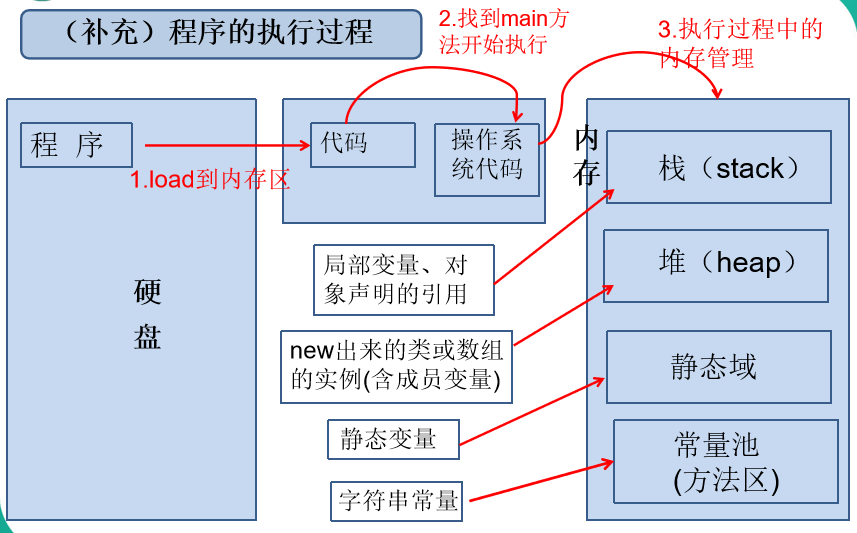 （补充）程序的执行过程
2.找到main方
法开始执行
3.执行过程中的
内存管理
程 序
1.load到内存区
代码
操作系
统代码
内
存
栈（stack）
局部变量、对
象声明的引用
堆（heap）
硬
盘
new出来的类或数组
的实例(含成员变量)
静态域
静态变量
常量池
(方法区)
字符串常量